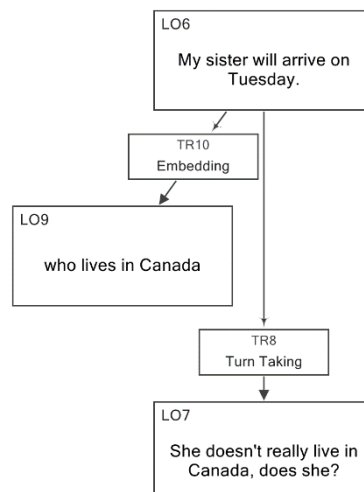 LO6
My sister will arrive on
Tuesday.
TR10
Embedding
LO9
who lives in Canada
TR8
Turn Taking
LO7
She doesn't really live in
Canada, does she?